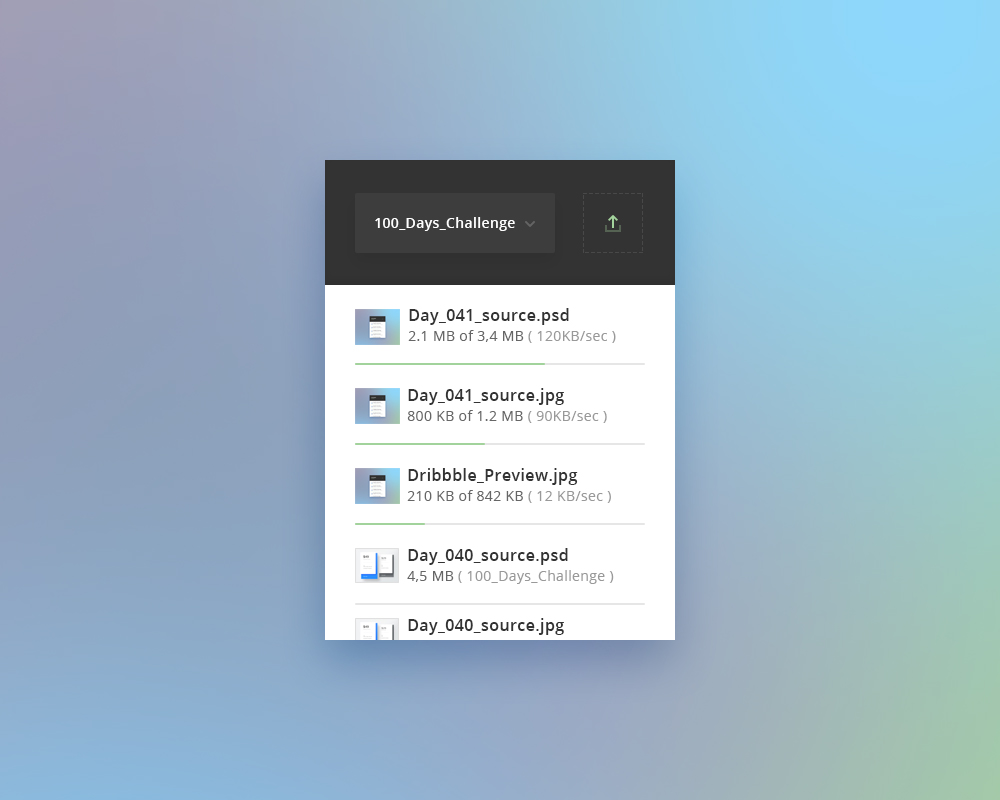 100_Days_Challenge
Day_041_source.psd
2.1 MB of 3,4 MB ( 120KB/sec )
Day_041_source.jpg
800 KB of 1.2 MB ( 90KB/sec )
Dribbble_Preview.jpg
210 KB of 842 KB ( 12 KB/sec )
Day_040_source.psd
4,5 MB ( 100_Days_Challenge )
Day_040_source.jpg